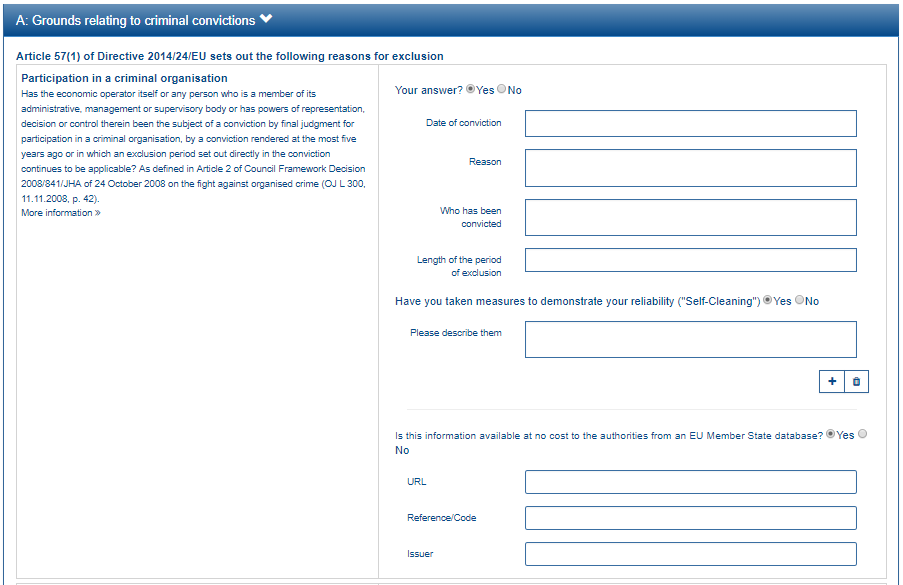 A: Grounds relating to criminal convictions
Article 57(1) of Directive 2014/24/EU sets out the following reasons for exclusion
Participation in a criminal organisation
Has the economic operator itself or any person who is a member of its
administrative, management or supervisory body or has powers of representation,
decision or control therein been the subject of a conviction by final judgment for
participation in a criminal organisation, by a conviction rendered at the most five
years ago or in which an exclusion period set out directly in the conviction
continues to be applicable? As defined in Article 2 of Council Framework Decision
2008/841/JHA of 24 October 2008 on the fight against organised crime (OJ L 300,
11.11.2008, p. 42).
More information »
Your answer? Yes No
Date of conviction
Reason
Who has been
convicted
Length of the period
of exclusion
Have you taken measures to demonstrate your reliability ("Self-Cleaning") Yes No
Please describe them
Is this information available at no cost to the authorities from an EU Member State database? Yes
No
URL
Reference/Code
Issuer